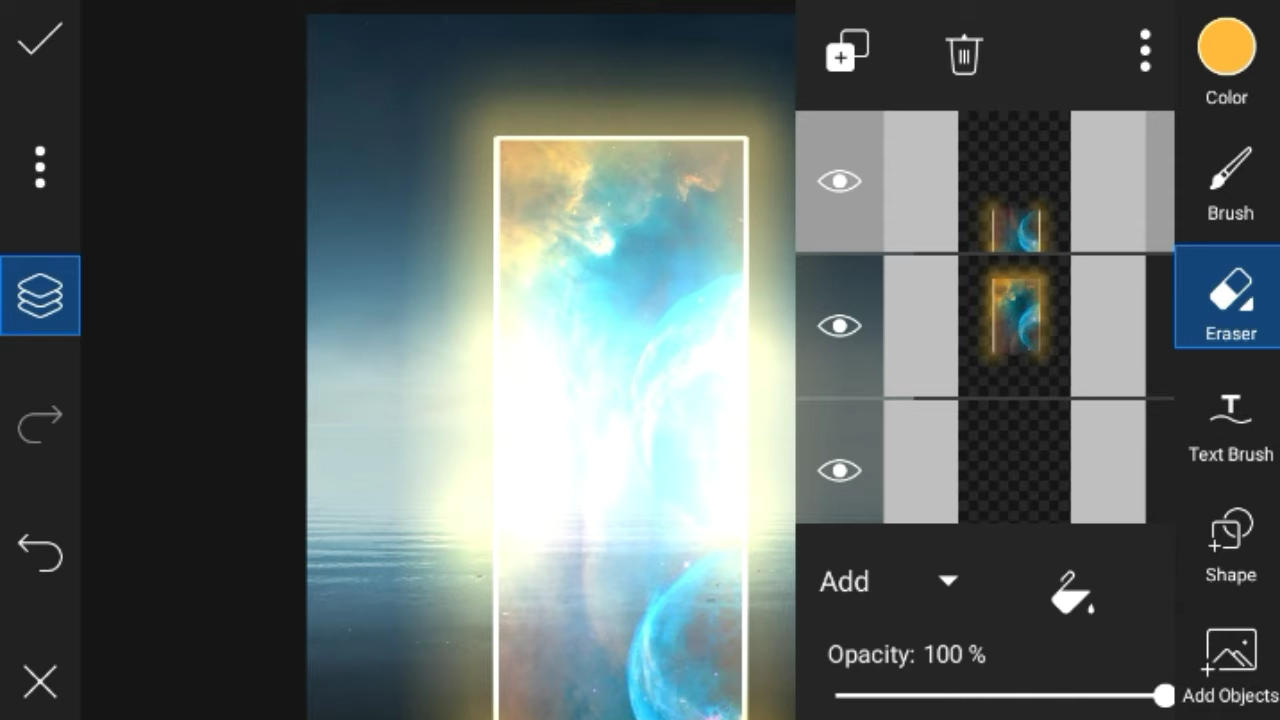 Color
Brush
Eraser
Text Brush
Shape
Add Objects
Add
Opacity: 100 %